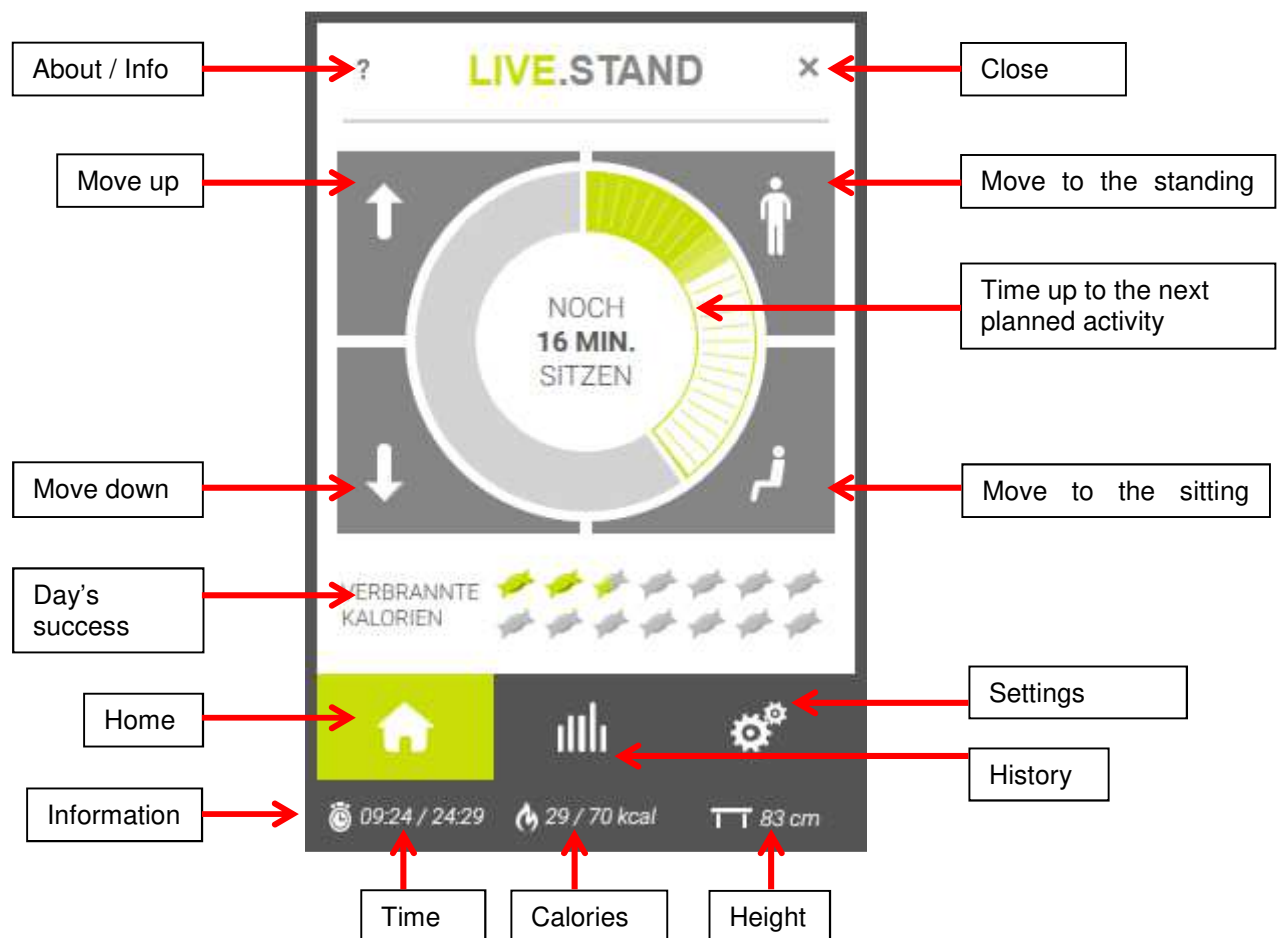 About / Info
?
LIVE.STAND
×
Close
Move up
Move to the standing
NOCH
16 MIN.
SITZEN
Time up to the next
planned activity
Move down
Move to the sitting
Day's
success
VERBRANNTE
KALORIEN
Home
Settings
History
Information
09:24 / 24:29
29 / 70 kcal
83 cm
Time
Calories
Height